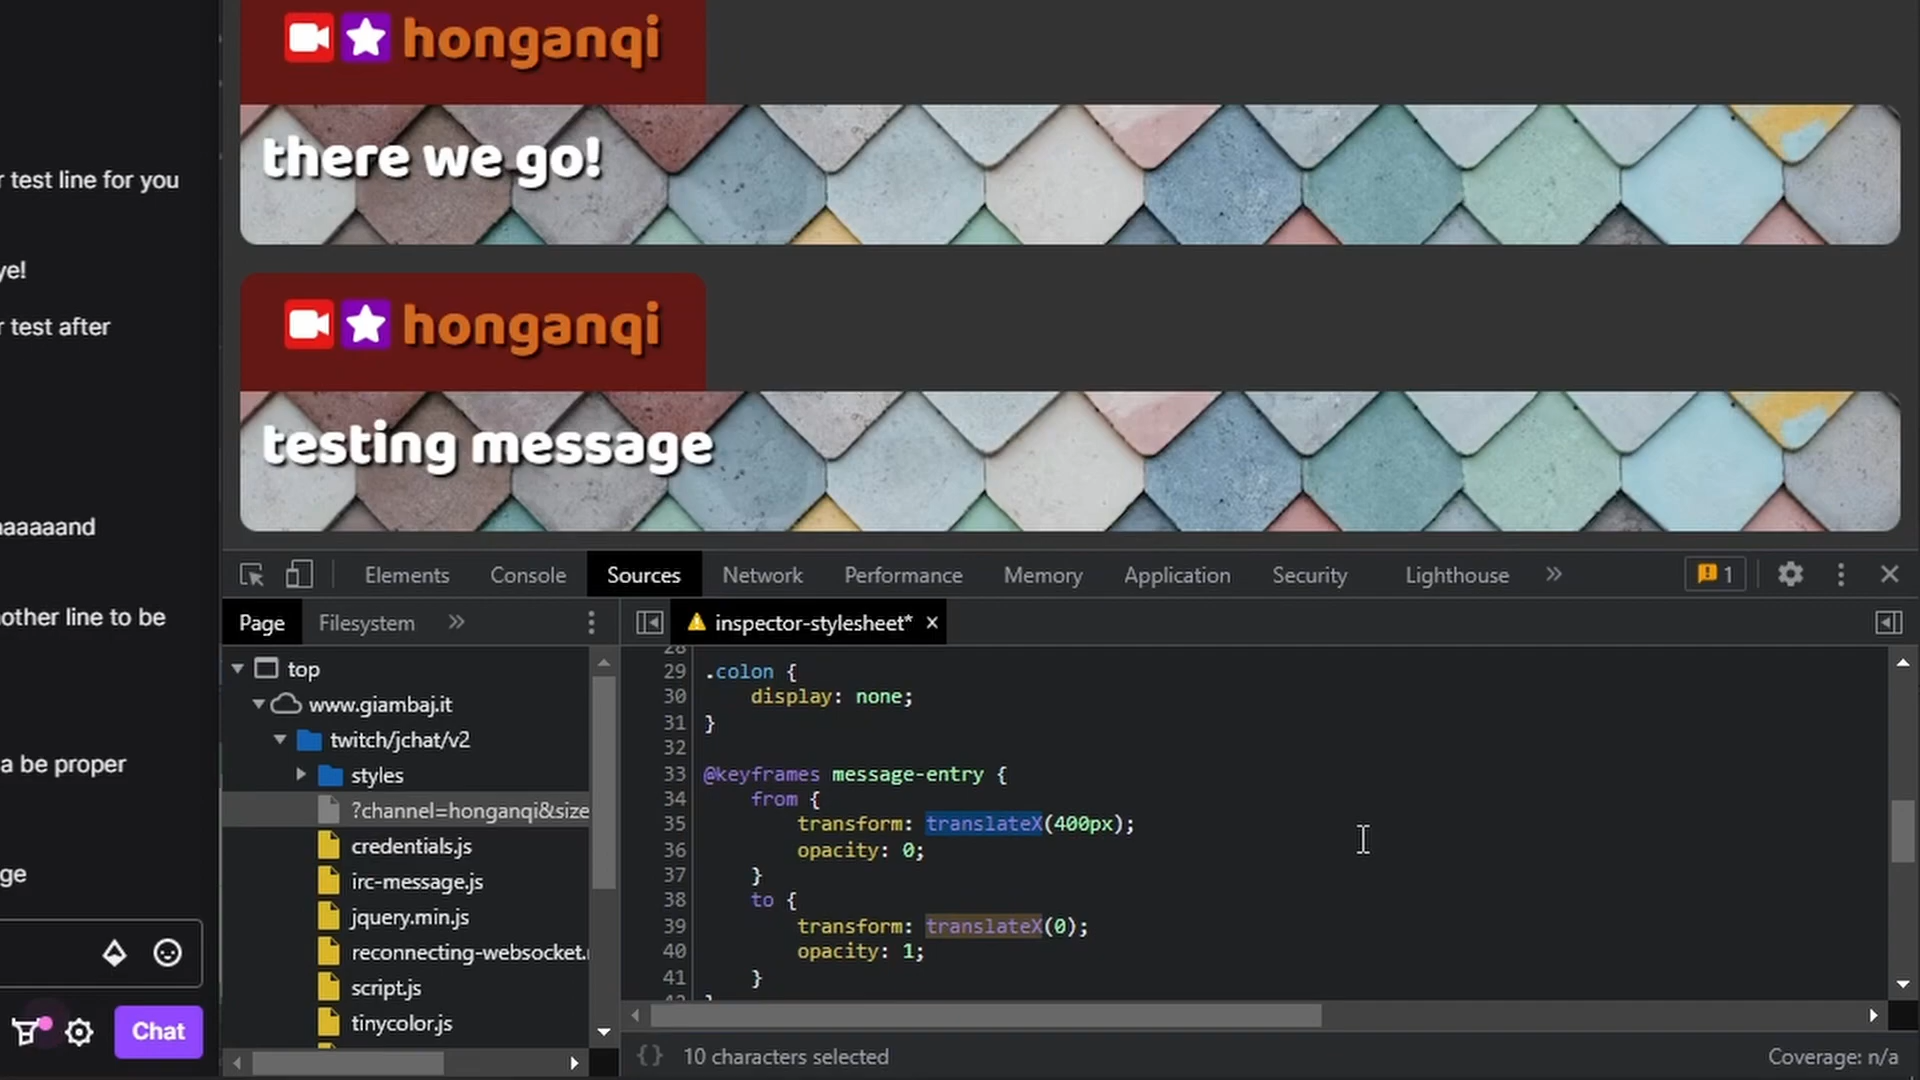 honganqi
there we go!
honganqi
testing message
test line for you
ye!
test after
aaaaaand
other line to be
a be proper
ge
Chat
Elements
Console
Sources
Network
Performance
Memory
Application
Security
Lighthouse
1
Page
Filesystem
inspector-stylesheet*
top
www.giambaj.it
twitch/jchat/v2
styles
?channel=honganqi&size
credentials.js
irc-message.js
jquery.min.js
reconnecting-websocket.
script.js
tinycolor.js
28
29 .colon {
30 display: none;
31 }
32
33 @keyframes message-entry {
34 from {
35 transform: translateX(400px);
36 opacity: 0;
37 }
38 to {
39 transform: translateX(0);
40 opacity: 1;
41 }
{} 10 characters selected
Coverage: n/a